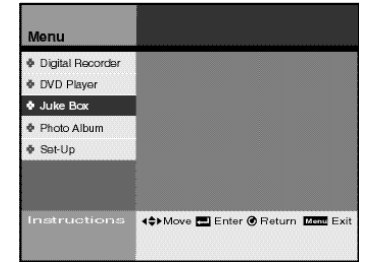 Menu
Digital Recorder
DVD Player
Juke Box
Photo Album
Set-Up
Instructions Move Enter Return Menu Exit